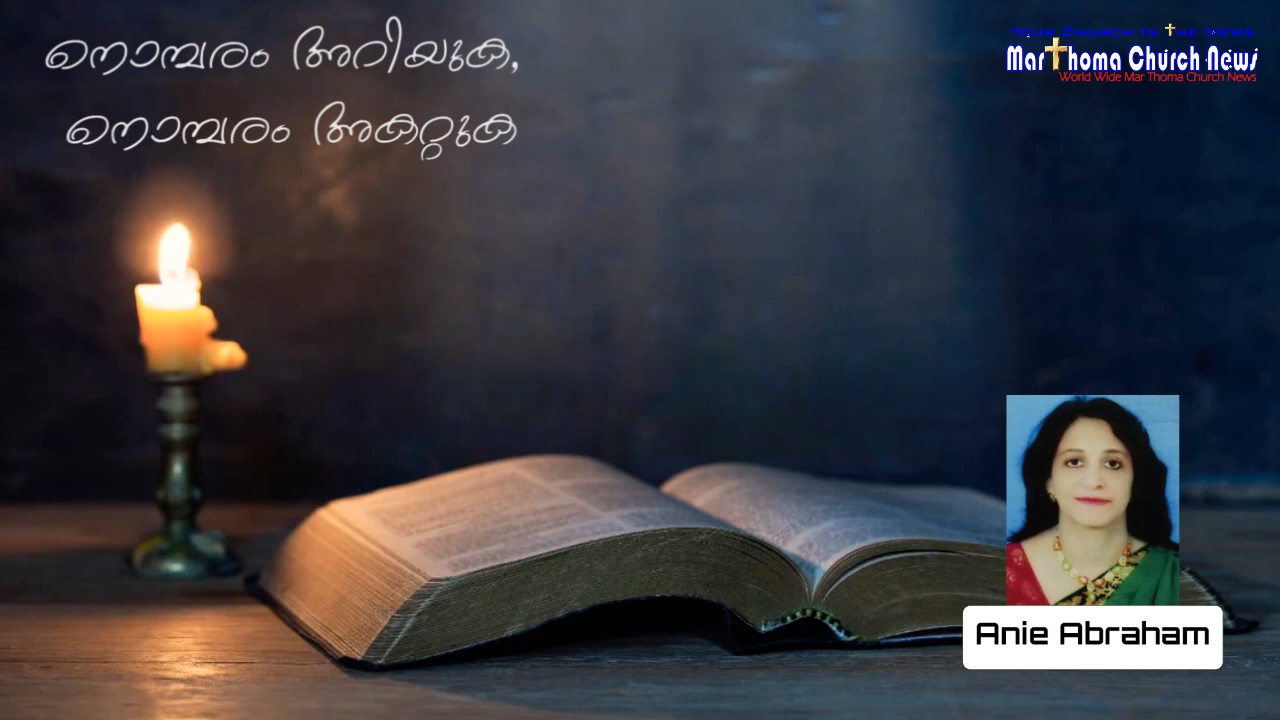 നൊമ്പരം അറിയുക,
നൊമ്പരം അകറ്റുക
YOUR CHURCH IN THE NEWS
Mar Thoma Church News
World Wide Mar Thoma Church News
Anie Abraham